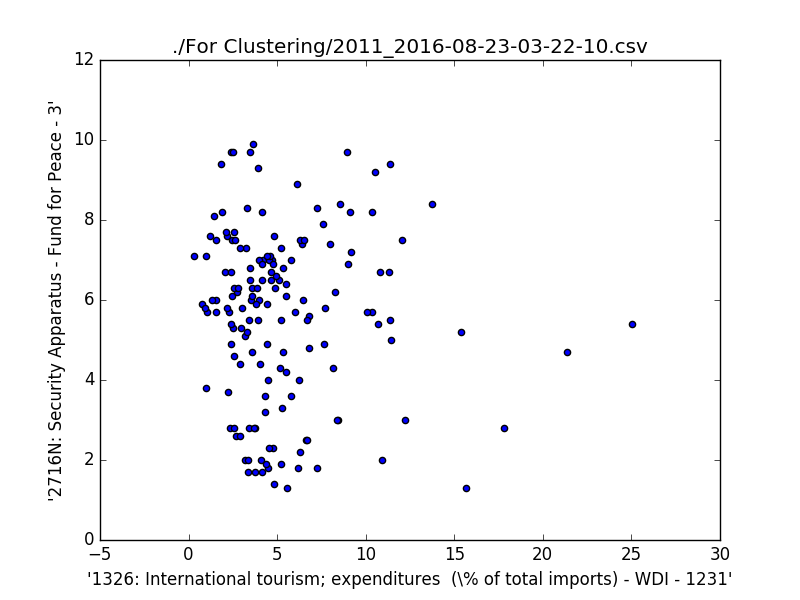 ./For Clustering/2011_2016-08-23-03-22-10.csv
12
10
8
6
4
2
0
'2716N: Security Apparatus - Fund for Peace - 3'
−5 0 5 10 15 20 25 30
'1326: International tourism; expenditures  (\% of total imports) - WDI - 1231'